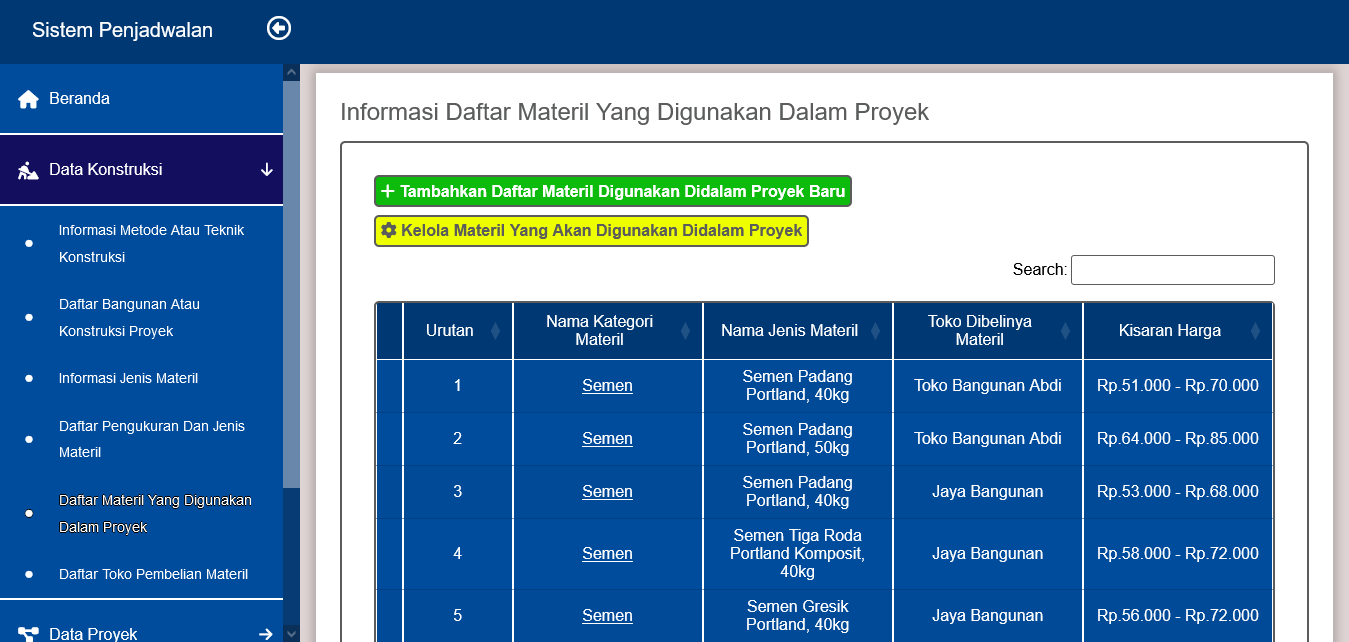 Sistem Penjadwalan
Beranda
Data Konstruksi
Informasi Metode Atau Teknik
Konstruksi
Daftar Bangunan Atau
Konstruksi Proyek
Informasi Jenis Materil
Daftar Pengukuran Dan Jenis
Materil
Daftar Materil Yang Digunakan
Dalam Proyek
Daftar Toko Pembelian Materil
Data Proyek
Informasi Daftar Materil Yang Digunakan Dalam Proyek
Tambahkan Daftar Materil Digunakan Didalam Proyek Baru
Kelola Materil Yang Akan Digunakan Didalam Proyek
Search:
Urutan
Nama Kategori
Materil
Nama Jenis Materil
Toko Dibelinya
Materil
Kisaran Harga
1
Semen
Semen Padang
Portland, 40kg
Toko Bangunan Abdi
Rp.51.000 - Rp.70.000
2
Semen
Semen Padang
Portland, 50kg
Toko Bangunan Abdi
Rp.64.000 - Rp.85.000
3
Semen
Semen Padang
Portland, 40kg
Jaya Bangunan
Rp.53.000 - Rp.68.000
4
Semen
Semen Tiga Roda
Portland Komposit,
40kg
Jaya Bangunan
Rp.58.000 - Rp.72.000
5
Semen
Semen Gresik
Portland, 40kg
Jaya Bangunan
Rp.56.000 - Rp.72.000